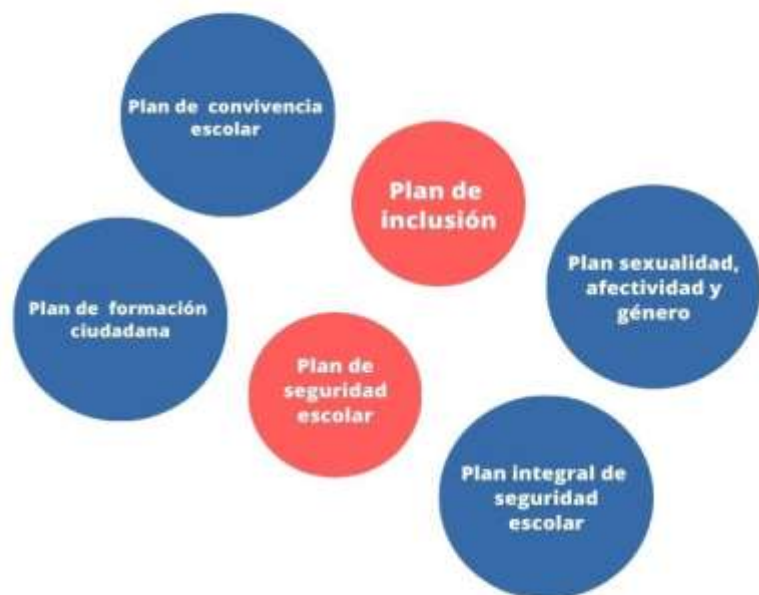 Plan de convivencia
escolar
Plan de
inclusión
Plan sexualidad,
afectividad y
género
Plan de formación
ciudadana
Plan de
seguridad
escolar
Plan integral de
seguridad
escolar